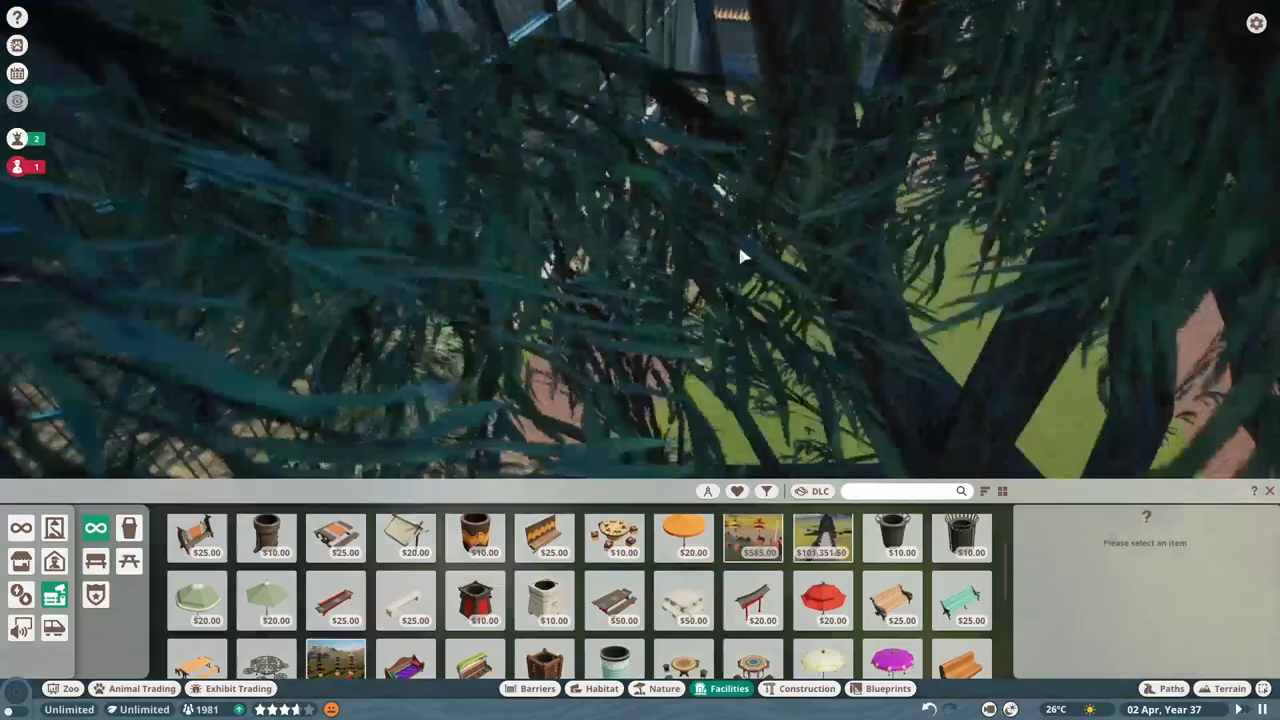 ?
2
1
DLC
?
$25.00 $10.00 $25.00 $20.00 $10.00 $25.00 $10.00 $20.00 $585.00 $101,351.50 $10.00 $10.00
?
Please select an item
$20.00 $20.00 $25.00 $25.00 $10.00 $10.00 $50.00 $50.00 $25.00 $20.00 $25.00 $25.00
Zoo Animal Trading Exhibit Trading Barriers Habitat Nature Facilities Construction Blueprints Paths Terrain
Unlimited Unlimited 1981 26°C 02 Apr, Year 37